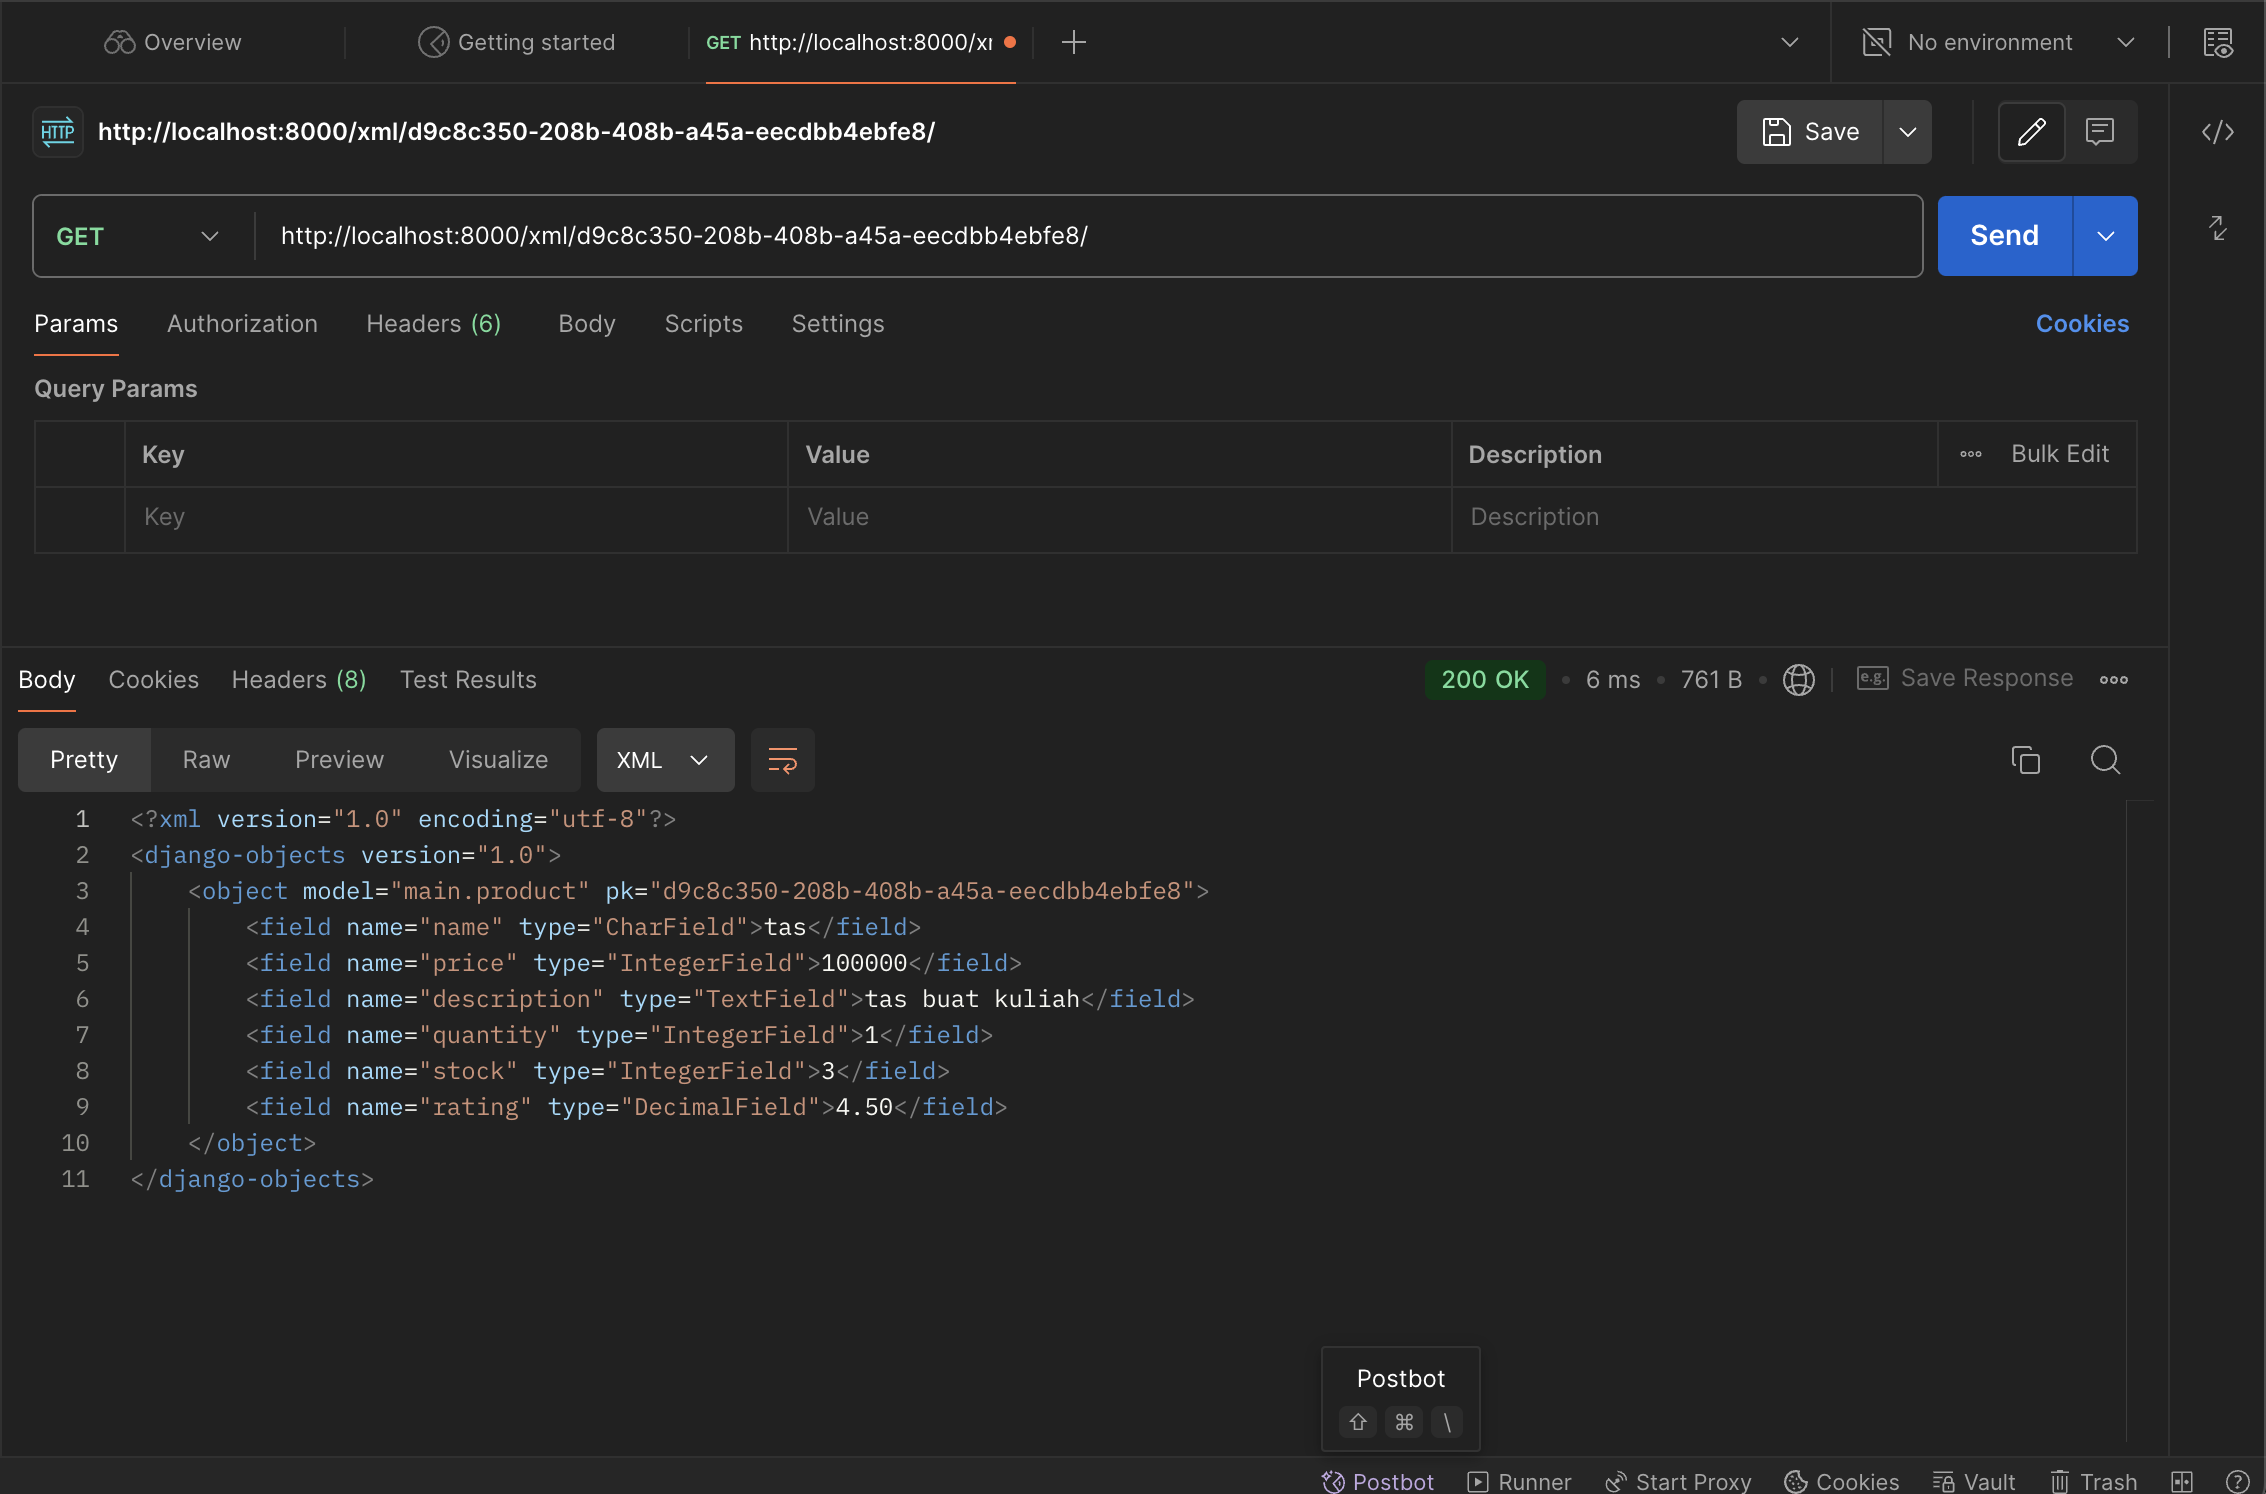 Overview
Getting started
GET http://localhost:8000/xı
No environment
HTTP http://localhost:8000/xml/d9c8c350-208b-408b-a45a-eecdbb4ebfe8/
Save
GET http://localhost:8000/xml/d9c8c350-208b-408b-a45a-eecdbb4ebfe8/
Send
Params Authorization Headers (6) Body Scripts Settings
Cookies
Query Params
Key Value Description Bulk Edit
Key Value Description
Body Cookies Headers (8) Test Results
200 OK • 6 ms • 761 B • e.g. Save Response
Pretty Raw Preview Visualize XML
1 <?xml version="1.0" encoding="utf-8"?>
2 <django-objects version="1.0">
3 <object model="main.product" pk="d9c8c350-208b-408b-a45a-eecdbb4ebfe8">
4 <field name="name" type="CharField">tas</field>
5 <field name="price" type="IntegerField">100000</field>
6 <field name="description" type="TextField">tas buat kuliah</field>
7 <field name="quantity" type="IntegerField">1</field>
8 <field name="stock" type="IntegerField">3</field>
9 <field name="rating" type="DecimalField">4.50</field>
10 </object>
11 </django-objects>
Postbot
⇧ ⌘ \
Postbot Runner Start Proxy Cookies Vault Trash